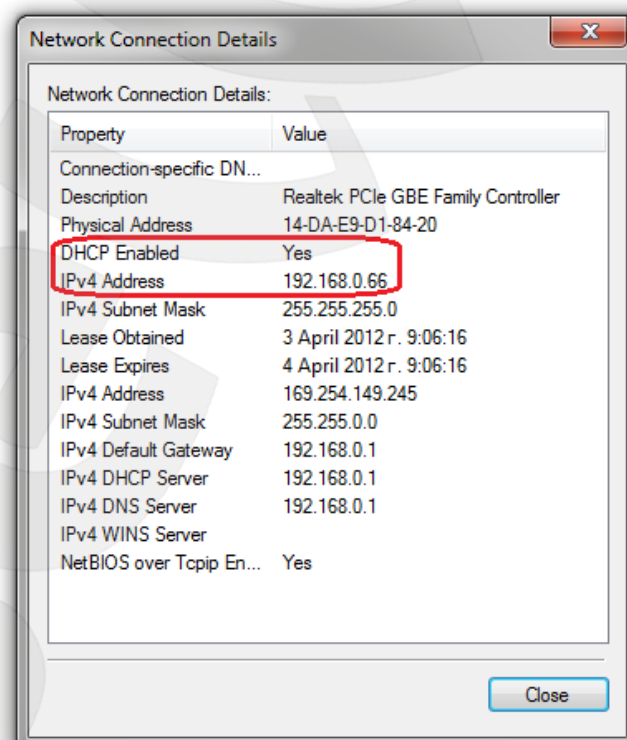 Network Connection Details
Network Connection Details:
Property Value
Connection-specific DN...
Description Realtek PCIe GBE Family Controller
Physical Address 14-DA-E9-D1-84-20
DHCP Enabled Yes
IPv4 Address 192.168.0.66
IPv4 Subnet Mask 255.255.255.0
Lease Obtained 3 April 2012 г. 9:06:16
Lease Expires 4 April 2012 г. 9:06:16
IPv4 Address 169.254.149.245
IPv4 Subnet Mask 255.255.0.0
IPv4 Default Gateway 192.168.0.1
IPv4 DHCP Server 192.168.0.1
IPv4 DNS Server 192.168.0.1
IPv4 WINS Server
NetBIOS over Tcpip En... Yes
Close